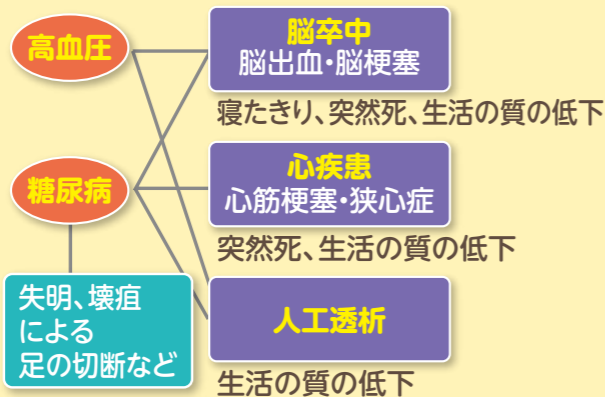 高血圧
脳卒中
脳出血・脳梗塞
寝たきり、突然死、生活の質の低下
糖尿病
心疾患
心筋梗塞・狭心症
突然死、生活の質の低下
失明、壊疽
による
足の切断など
人工透析
生活の質の低下